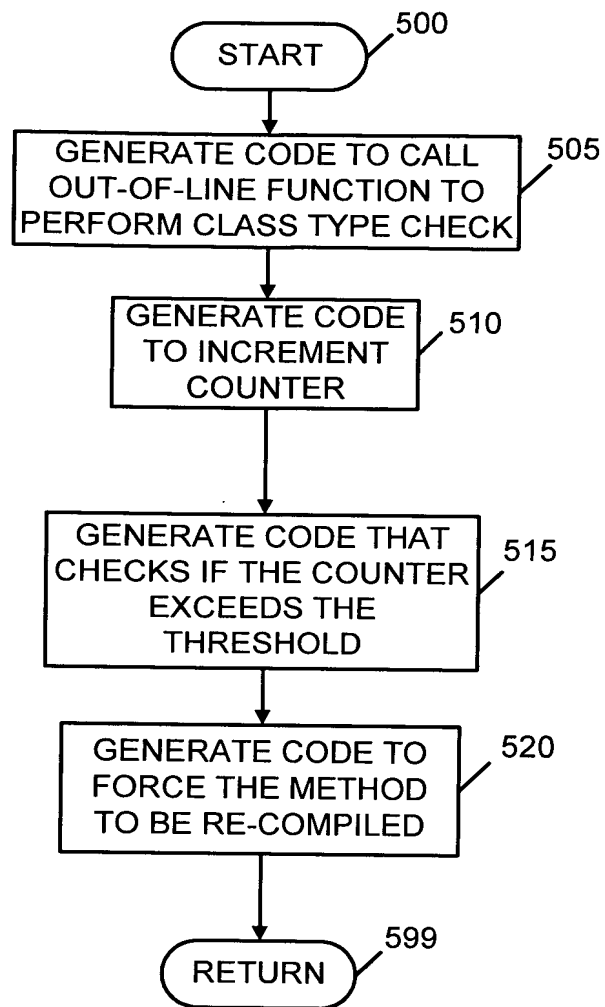 START
500
GENERATE CODE TO CALL
OUT-OF-LINE FUNCTION TO
PERFORM CLASS TYPE CHECK
505
GENERATE CODE
TO INCREMENT
COUNTER
510
GENERATE CODE THAT
CHECKS IF THE COUNTER
EXCEEDS THE
THRESHOLD
515
GENERATE CODE TO
FORCE THE METHOD
TO BE RE-COMPILED
520
RETURN
599